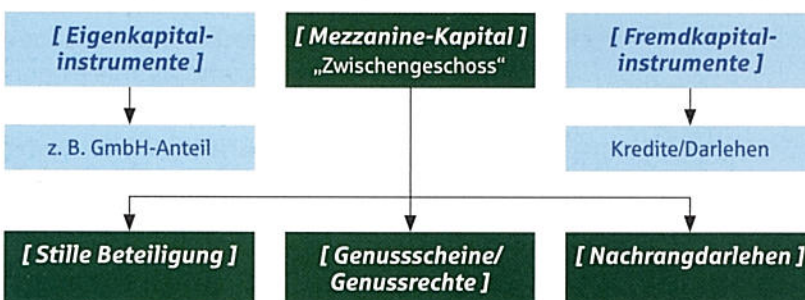 [ Eigenkapital-
instrumente ]
[ Mezzanine-Kapital ]
„Zwischengeschoss“
[ Fremdkapital-
instrumente ]
z. B. GmbH-Anteil
Kredite/Darlehen
[ Stille Beteiligung ]
[ Genussscheine/
Genussrechte ]
[ Nachrangdarlehen ]